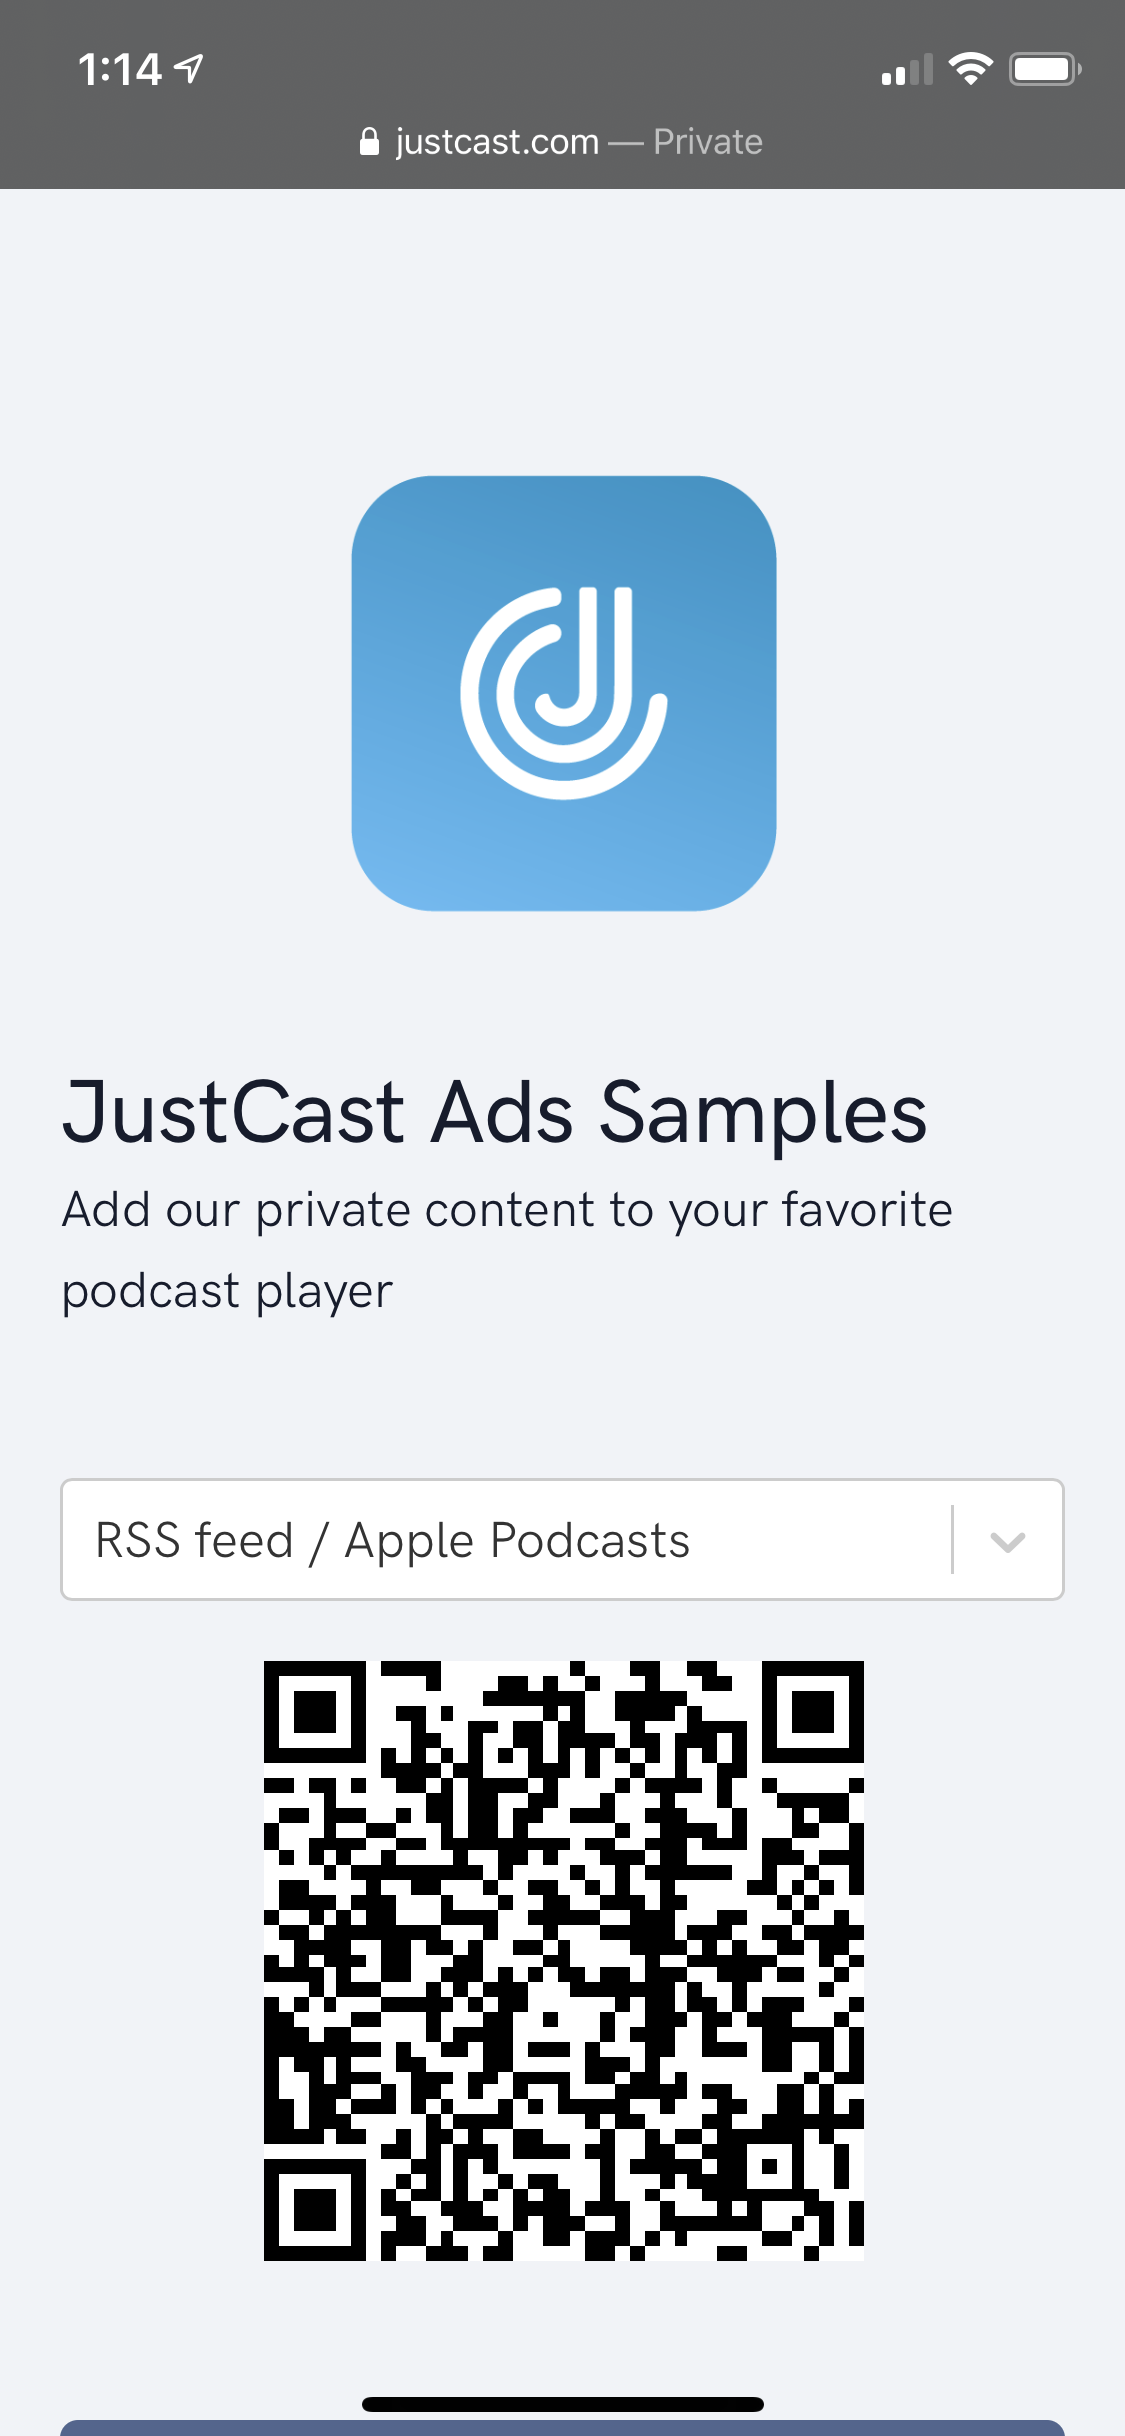 1:14
justcast.com — Private
JustCast Ads Samples
Add our private content to your favorite
podcast player
RSS feed / Apple Podcasts